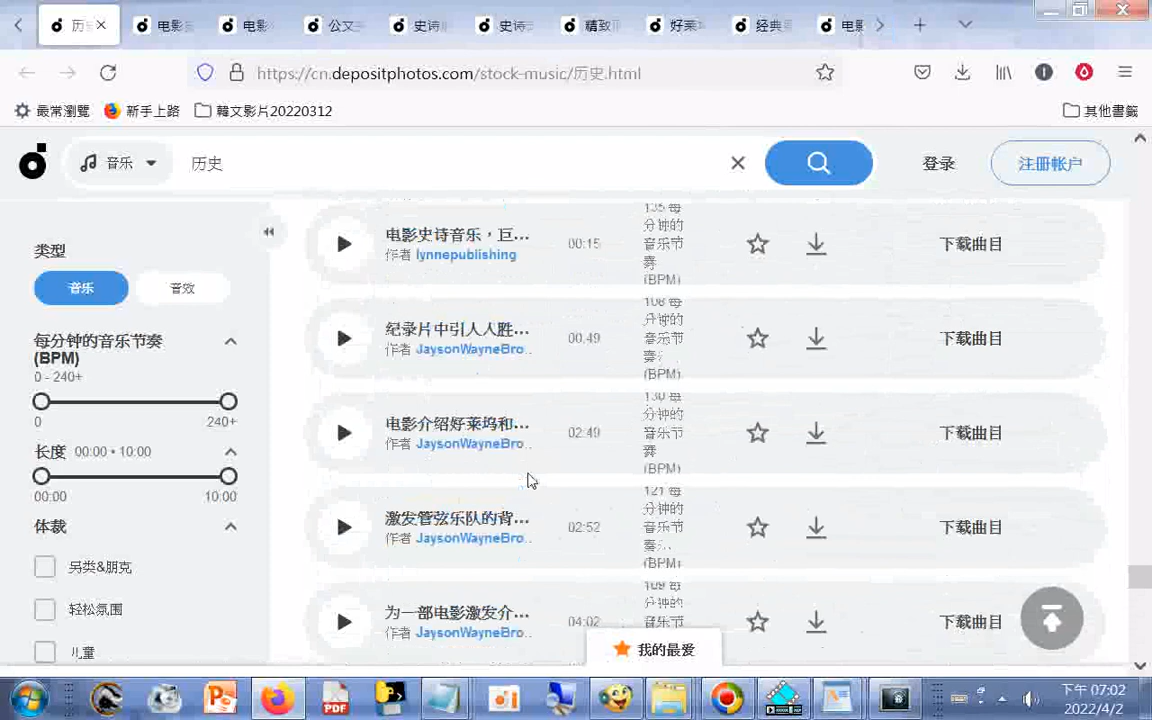 历史
电影
电影
公文
史诗
史诗
精致
好莱
经典
电影
https://cn.depositphotos.com/stock-music/历史.html
最常瀏覽
新手上路
韓文影片20220312
其他書籤
音乐
历史
登录
注册帐户
类型
音乐
音效
每分钟的音乐节奏
(BPM)
0 - 240+
0
240+
长度 00:00 • 10:00
00:00
10:00
体裁
另类&朋克
轻松氛围
儿童
电影史诗音乐，巨...
作者 lynnepublishing
00:15
135 每
分钟的
音乐节
奏
(BPM)
下载曲目
纪录片中引人入胜...
作者 JaysonWayneBro..
00:49
108 每
分钟的
音乐节
奏:
(BPM)
下载曲目
电影介绍好莱坞和...
作者 JaysonWayneBro..
02:49
130 每
分钟的
音乐节
奏
(BPM)
下载曲目
激发管弦乐队的背...
作者 JaysonWayneBro..
02:52
121 每
分钟的
音乐节
奏:.
(BPM)
下载曲目
为一部电影激发介...
作者 JaysonWayneBro..
04:02
109 每
分钟的
音乐节
下载曲目
我的最爱
下午 07:02
2022/4/2